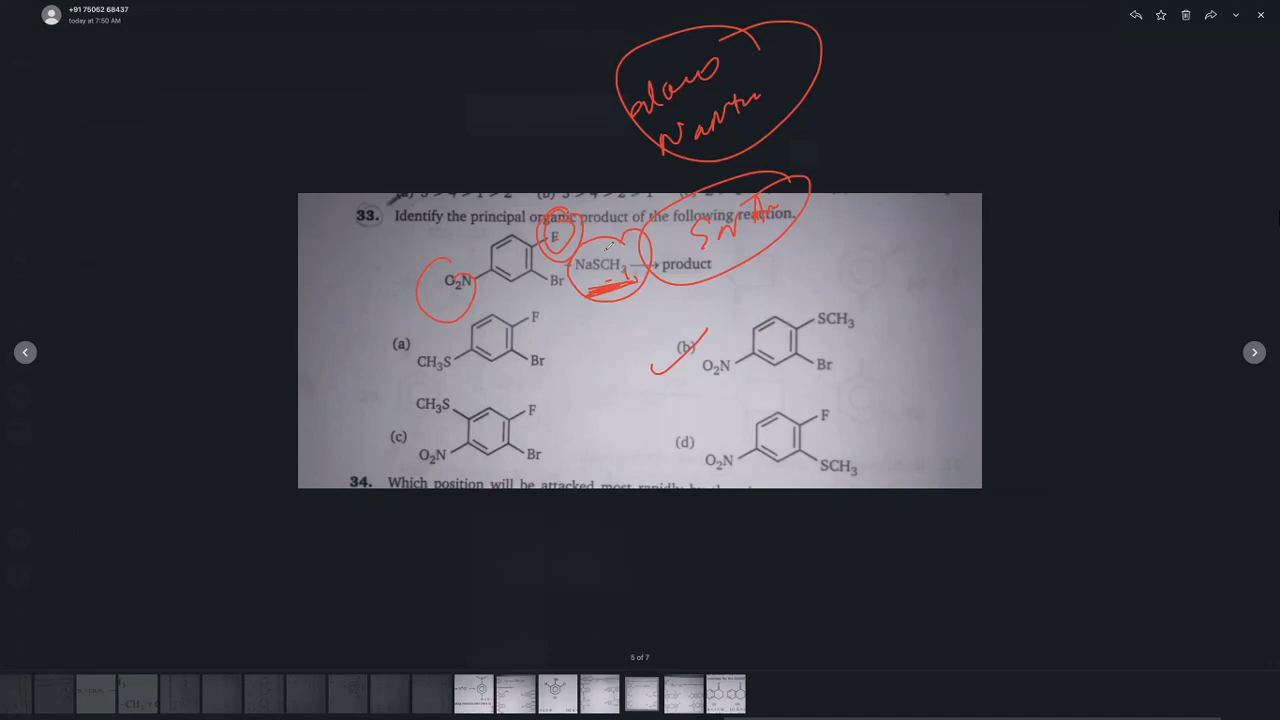 +91 75062 68437
today at 7:50 AM
33. Identify the principal organic product of the following reaction.
F
O₂N
Br
NaSCH₃ → product
SNAr
(a)
F
CH₃S
Br
(b)
SCH₃
O₂N
Br
(c)
CH₃S
F
O₂N
Br
(d)
F
O₂N
SCH₃
34. Which position will be attacked most rapidly by the
5 of 7